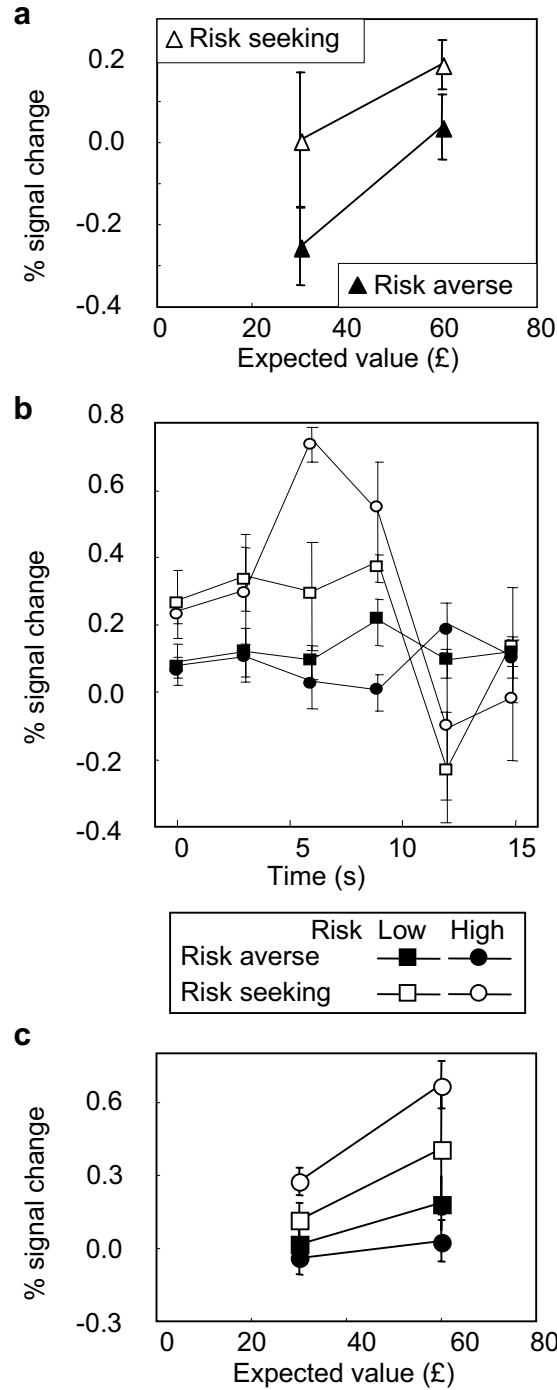 a
△ Risk seeking
0.2
0.0
-0.2
-0.4
% signal change
▲ Risk averse
0 20 40 60 80
Expected value (£)
b
0.8
0.6
0.4
0.2
0.0
-0.2
-0.4
% signal change
0 5 10 15
Time (s)
Risk Low High
Risk averse
Risk seeking
c
0.6
0.3
0.0
-0.3
% signal change
0 20 40 60 80
Expected value (£)